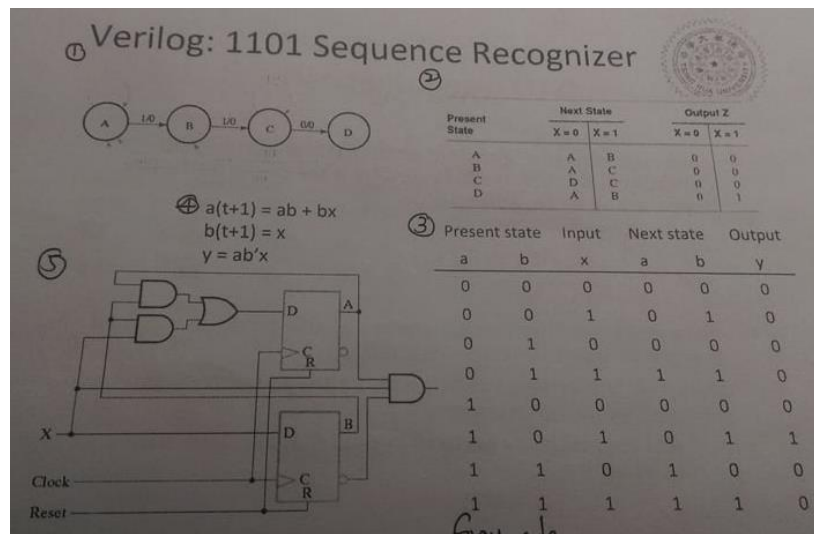 ① Verilog: 1101 Sequence Recognizer
A 1/0 B 1/0 C 0/0 D
②
Next State Output Z
Present State X = 0 X = 1 X = 0 X = 1
A A B 0 0
B A C 0 0
C D C 0 0
D A B 0 1
④ a(t+1) = ab + bx
b(t+1) = x
y = ab'x
③ Present state Input Next state Output
a b x a b y
0 0 0 0 0 0
0 0 1 0 1 0
0 1 0 0 0 0
0 1 1 1 1 0
1 0 0 0 0 0
1 0 1 0 1 1
1 1 0 1 0 0
1 1 1 1 1 0
⑤
D A
C
R
X
D B
Clock
C
R
Reset